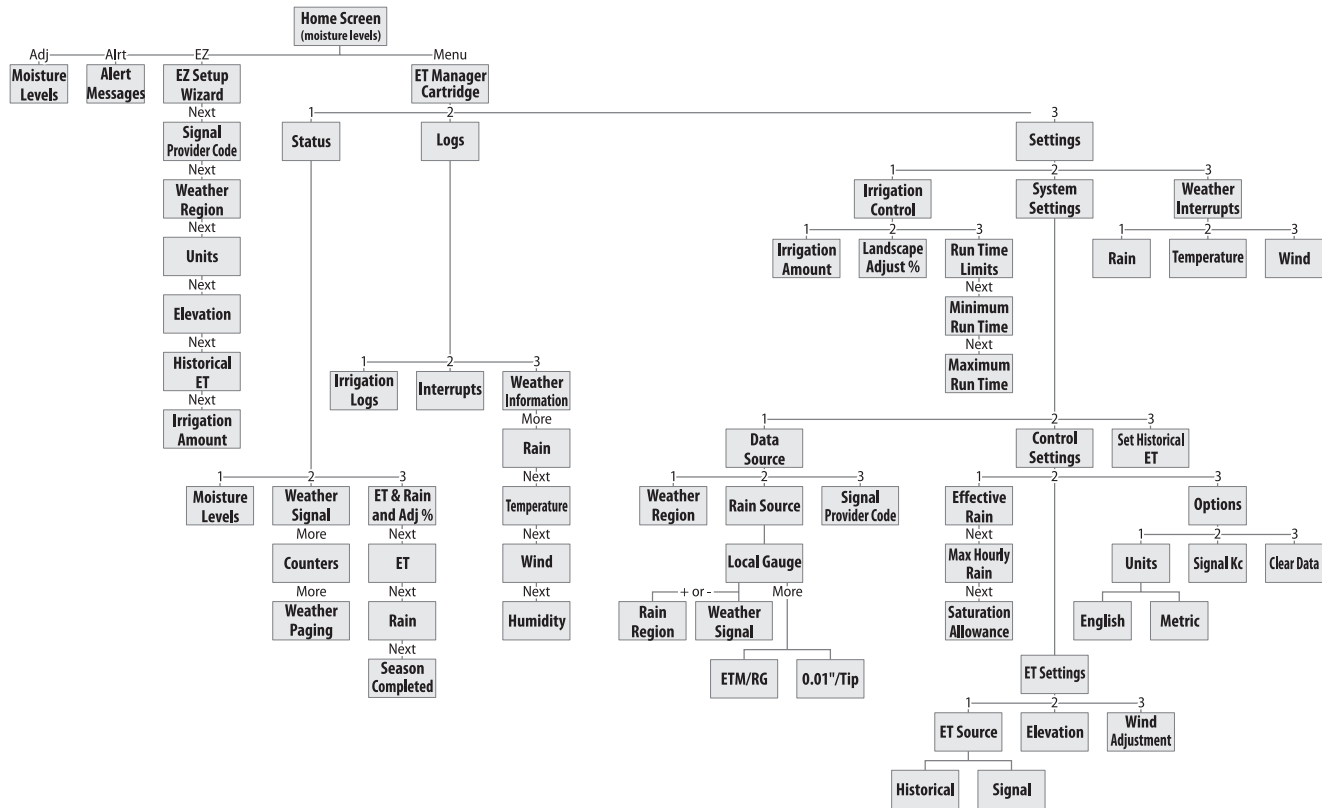 Home Screen
(moisture levels)
Adj
Alrt
EZ
Menu
Moisture
Levels
Alert
Messages
EZ Setup
Wizard
Next
Signal
Provider Code
Next
Weather
Region
Next
Units
Next
Elevation
Next
Historical
ET
Next
Irrigation
Amount
ET Manager
Cartridge
1
2
3
Status
Logs
Settings
1
2
3
Moisture
Levels
Weather
Signal
More
Counters
More
Weather
Paging
ET & Rain
and Adj %
Next
ET
Next
Rain
Next
Season
Completed
1
2
3
Irrigation
Logs
Interrupts
Weather
Information
More
Rain
Next
Temperature
Next
Wind
Next
Humidity
1
2
3
Irrigation
Control
System
Settings
Weather
Interrupts
1
2
3
Irrigation
Amount
Landscape
Adjust %
Run Time
Limits
Next
Minimum
Run Time
Next
Maximum
Run Time
1
2
3
Rain
Temperature
Wind
1
2
3
Data
Source
Control
Settings
Set Historical
ET
1
2
3
Weather
Region
Rain Source
Signal
Provider Code
Local Gauge
+ or -
More
Rain
Region
Weather
Signal
ETM/RG
0.01"/Tip
1
2
3
Effective
Rain
Next
Max Hourly
Rain
Next
Saturation
Allowance
Options
1
2
3
Units
Signal Kc
Clear Data
English
Metric
ET Settings
1
2
3
ET Source
Elevation
Wind
Adjustment
Historical
Signal